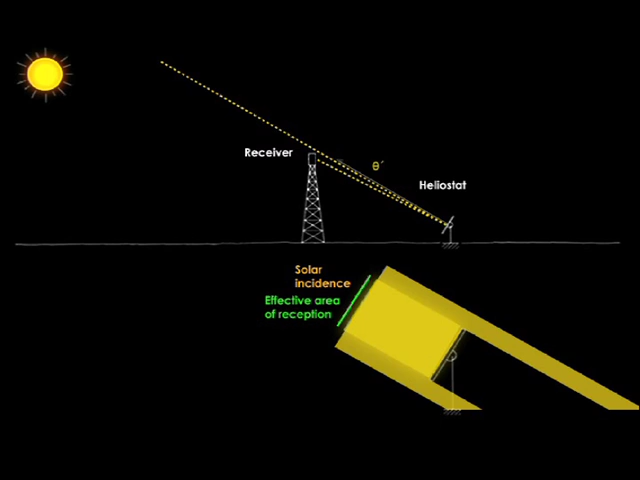 Receiver
θ´
Heliostat
Solar
incidence
Effective area
of reception